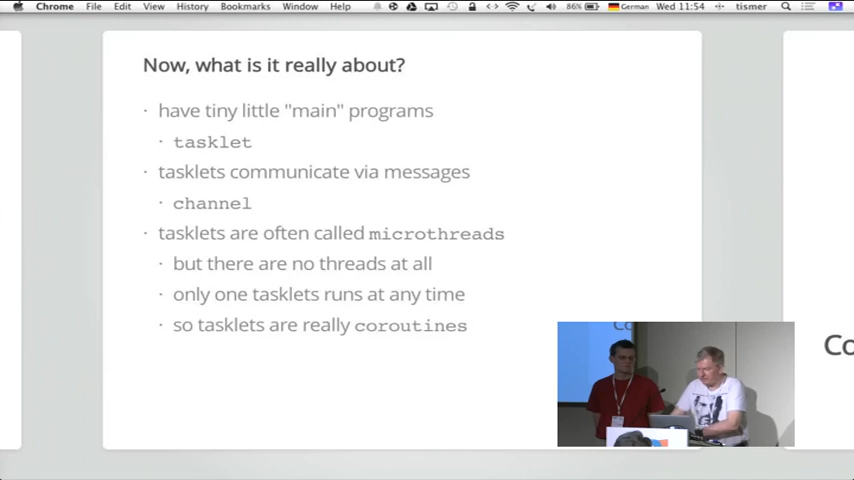 Chrome File Edit View History Bookmarks Window Help 86% German Wed 11:54 tismer
Now, what is it really about?
· have tiny little "main" programs
· tasklet
· tasklets communicate via messages
· channel
· tasklets are often called microthreads
· but there are no threads at all
· only one tasklets runs at any time
· so tasklets are really coroutines
Co
Co